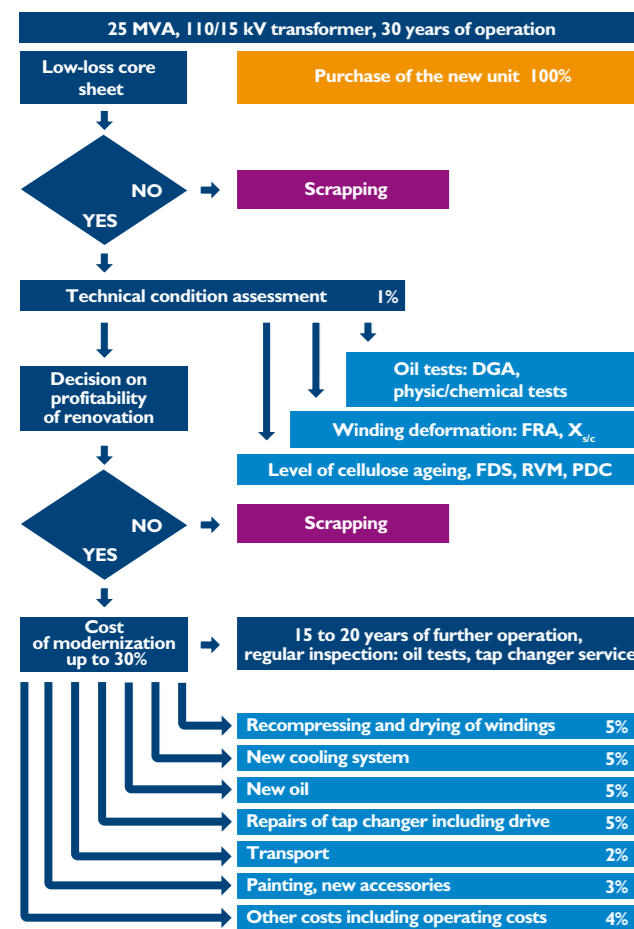 25 MVA, 110/15 kV transformer, 30 years of operation
Low-loss core
sheet
Purchase of the new unit 100%
NO
YES
Scrapping
Technical condition assessment 1%
Oil tests: DGA,
physic/chemical tests
Decision on
profitability
of renovation
Winding deformation: FRA, Xs/c
Level of cellulose ageing, FDS, RVM, PDC
NO
YES
Scrapping
Cost
of modernization
up to 30%
15 to 20 years of further operation,
regular inspection: oil tests, tap changer service
Recompressing and drying of windings 5%
New cooling system 5%
New oil 5%
Repairs of tap changer including drive 5%
Transport 2%
Painting, new accessories 3%
Other costs including operating costs 4%